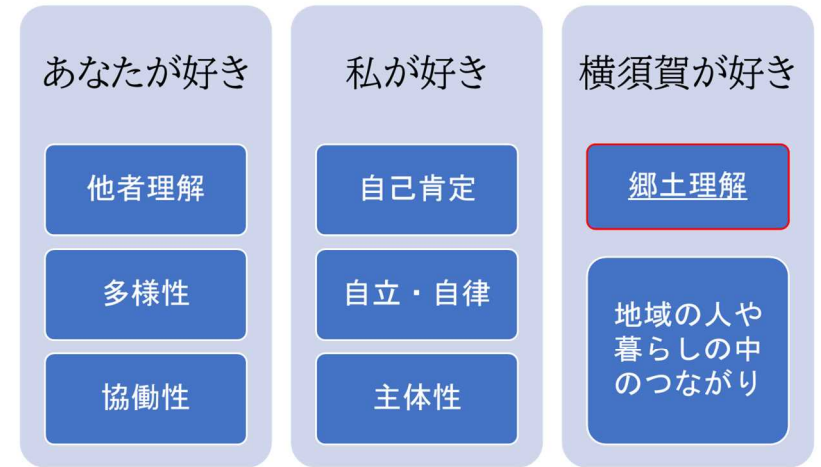 あなたが好き
他者理解
多様性
協働性
私が好き
自己肯定
自立・自律
主体性
横須賀が好き
郷土理解
地域の人や
暮らしの中
のつながり